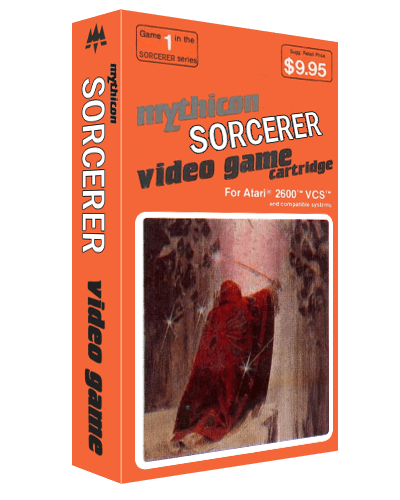 mythicon
SORCERER
video game
Game 1 in the
SORCERER series
Sugg. Retail Price
$9.95
mythicon
SORCERER
video game
cartridge
For Atari® 2600™ VCS™
and compatible systems